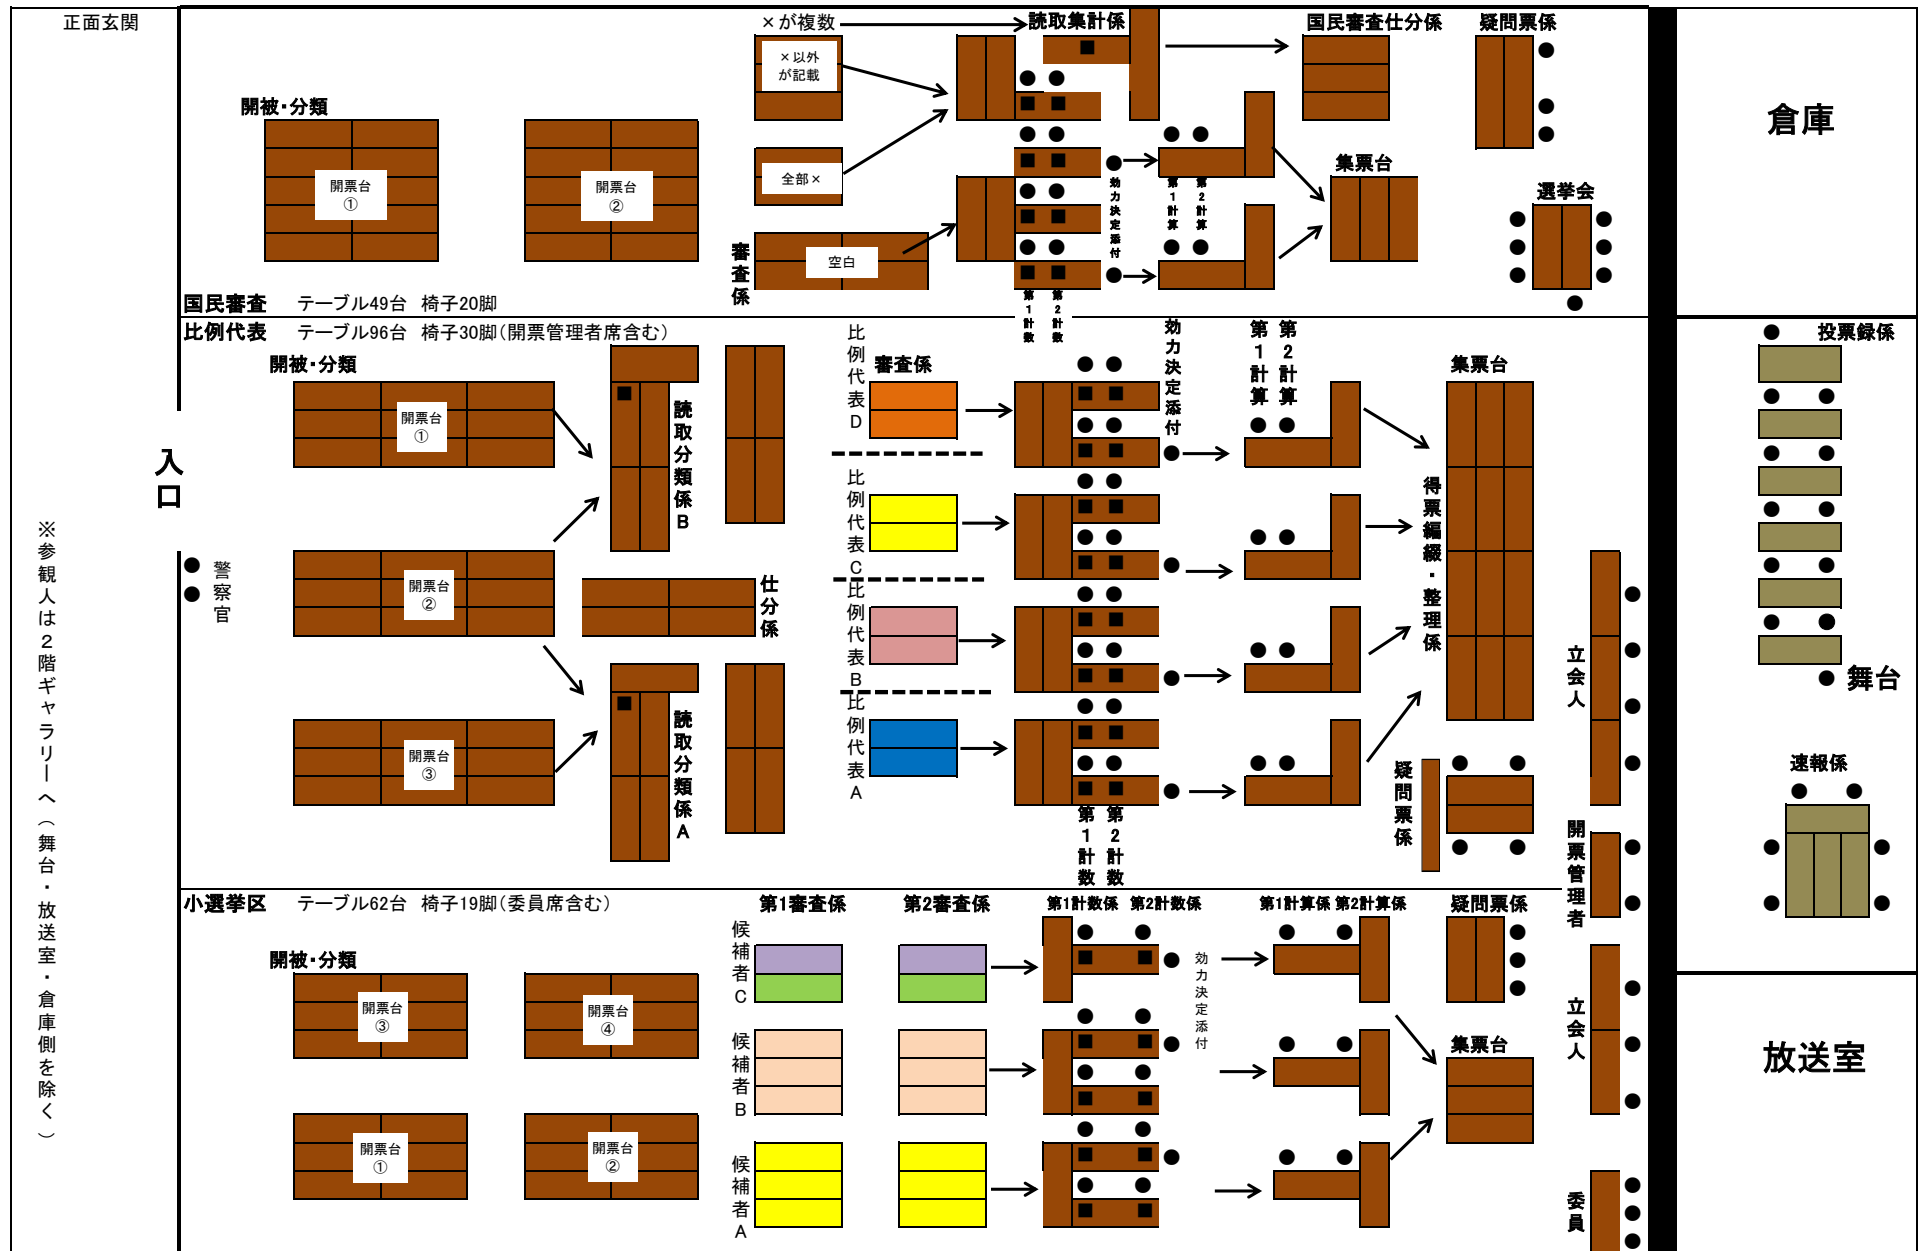 正面玄関
×が複数
読取集計係
国民審査仕分係
疑問票係
×以外
が記載
倉庫
開被・分類
開票台
①
開票台
②
全部×
集票台
選挙会
効力決定添付
第1計算
第2計算
審査係
空白
第1計数
第2計数
国民審査 テーブル49台 椅子20脚
比例代表 テーブル96台 椅子30脚(開票管理者席含む)
開被・分類
開票台
①
開票台
②
開票台
③
読取分類係B
仕分係
読取分類係A
比例代表D
比例代表C
比例代表B
比例代表A
審査係
効力決定添付
第1計算
第2計算
集票台
得票編綴・整理係
疑問票係
第1計数
第2計数
投票録係
舞台
速報係
入口
警察官
※参観人は2階ギャラリーへ(舞台・放送室・倉庫側を除く)
立会人
開票管理者
立会人
委員
小選挙区 テーブル62台 椅子19脚(委員席含む)
第1審査係
第2審査係
第1計数係 第2計数係
第1計算係 第2計算係
疑問票係
開被・分類
開票台
③
開票台
④
開票台
①
開票台
②
候補者C
候補者B
候補者A
効力決定添付
集票台
放送室